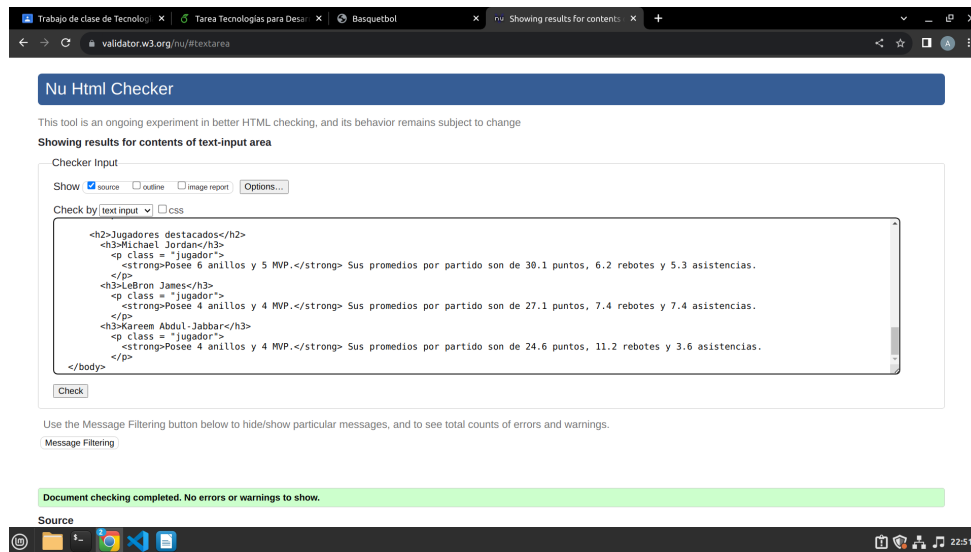 Trabajo de clase de Tecnologí
Tarea Tecnologías para Desar
Basquetbol
Showing results for contents
validator.w3.org/nu/#textarea
A
Nu Html Checker
This tool is an ongoing experiment in better HTML checking, and its behavior remains subject to change
Showing results for contents of text-input area
Checker Input
Show source outline image report Options...
Check by text input css
<h2>Jugadores destacados</h2>
<h3>Michael Jordan</h3>
<p class = "jugador">
<strong>Posee 6 anillos y 5 MVP.</strong> Sus promedios por partido son de 30.1 puntos, 6.2 rebotes y 5.3 asistencias.
</p>
<h3>LeBron James</h3>
<p class = "jugador">
<strong>Posee 4 anillos y 4 MVP.</strong> Sus promedios por partido son de 27.1 puntos, 7.4 rebotes y 7.4 asistencias.
</p>
<h3>Kareem Abdul-Jabbar</h3>
<p class = "jugador">
<strong>Posee 4 anillos y 4 MVP.</strong> Sus promedios por partido son de 24.6 puntos, 11.2 rebotes y 3.6 asistencias.
</p>
</body>
Check
Use the Message Filtering button below to hide/show particular messages, and to see total counts of errors and warnings.
Message Filtering
Document checking completed. No errors or warnings to show.
Source
2
22:51